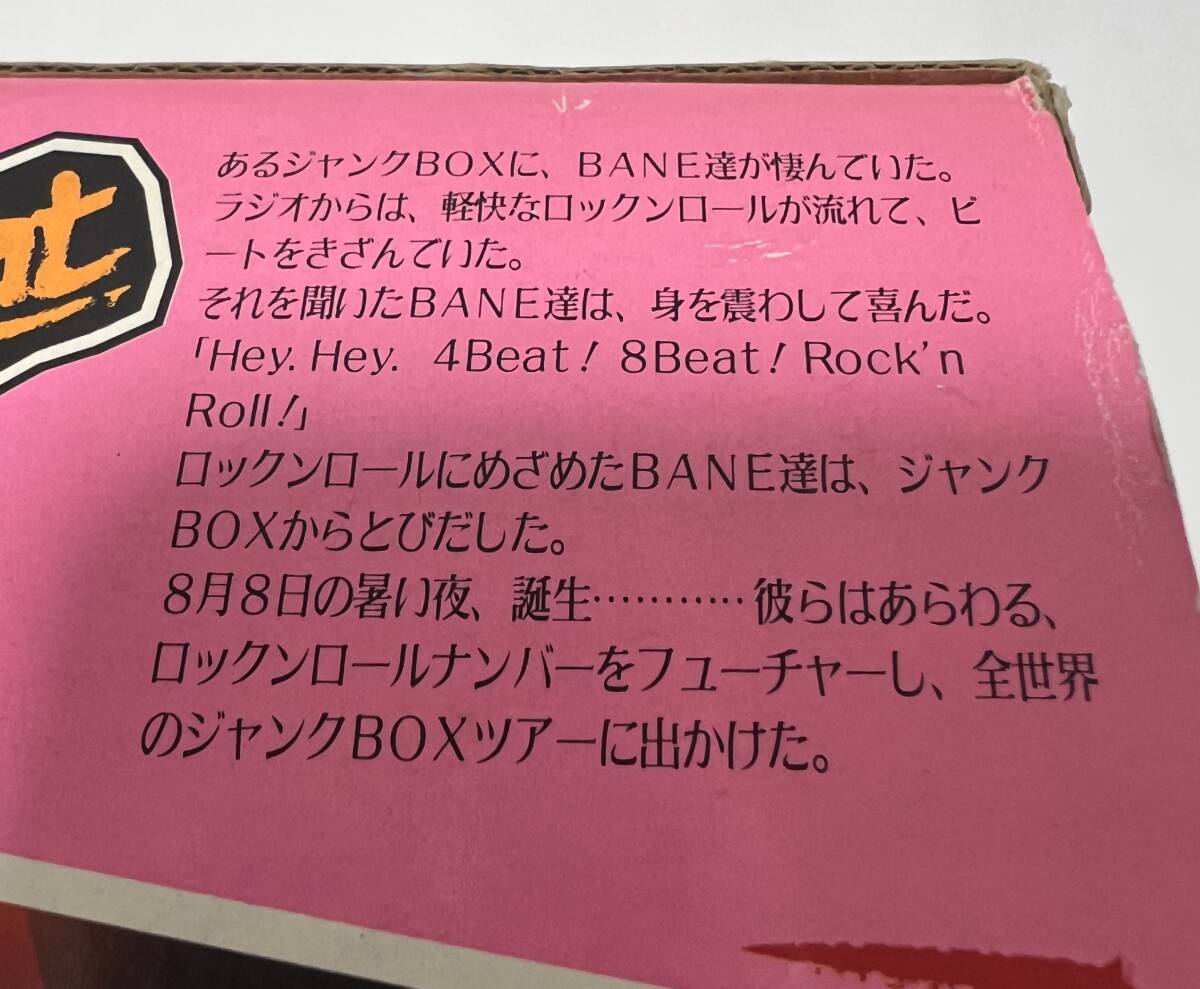 あるジャンクBOXに、BANE達が悽んでいた。
ラジオからは、軽快なロックンロールが流れて、ビ
ートをきざんでいた。
それを聞いたBANE達は、身を震わして喜んだ。
「Hey. Hey. 4Beat! 8Beat! Rock'n
Roll!」
ロックンロールにめざめたBANE達は、ジャンク
BOXからとびだした。
8月8日の暑い夜、誕生…………彼らはあらわる、
ロックンロールナンバーをフューチャーし、全世界
のジャンクBOXツアーに出かけた。